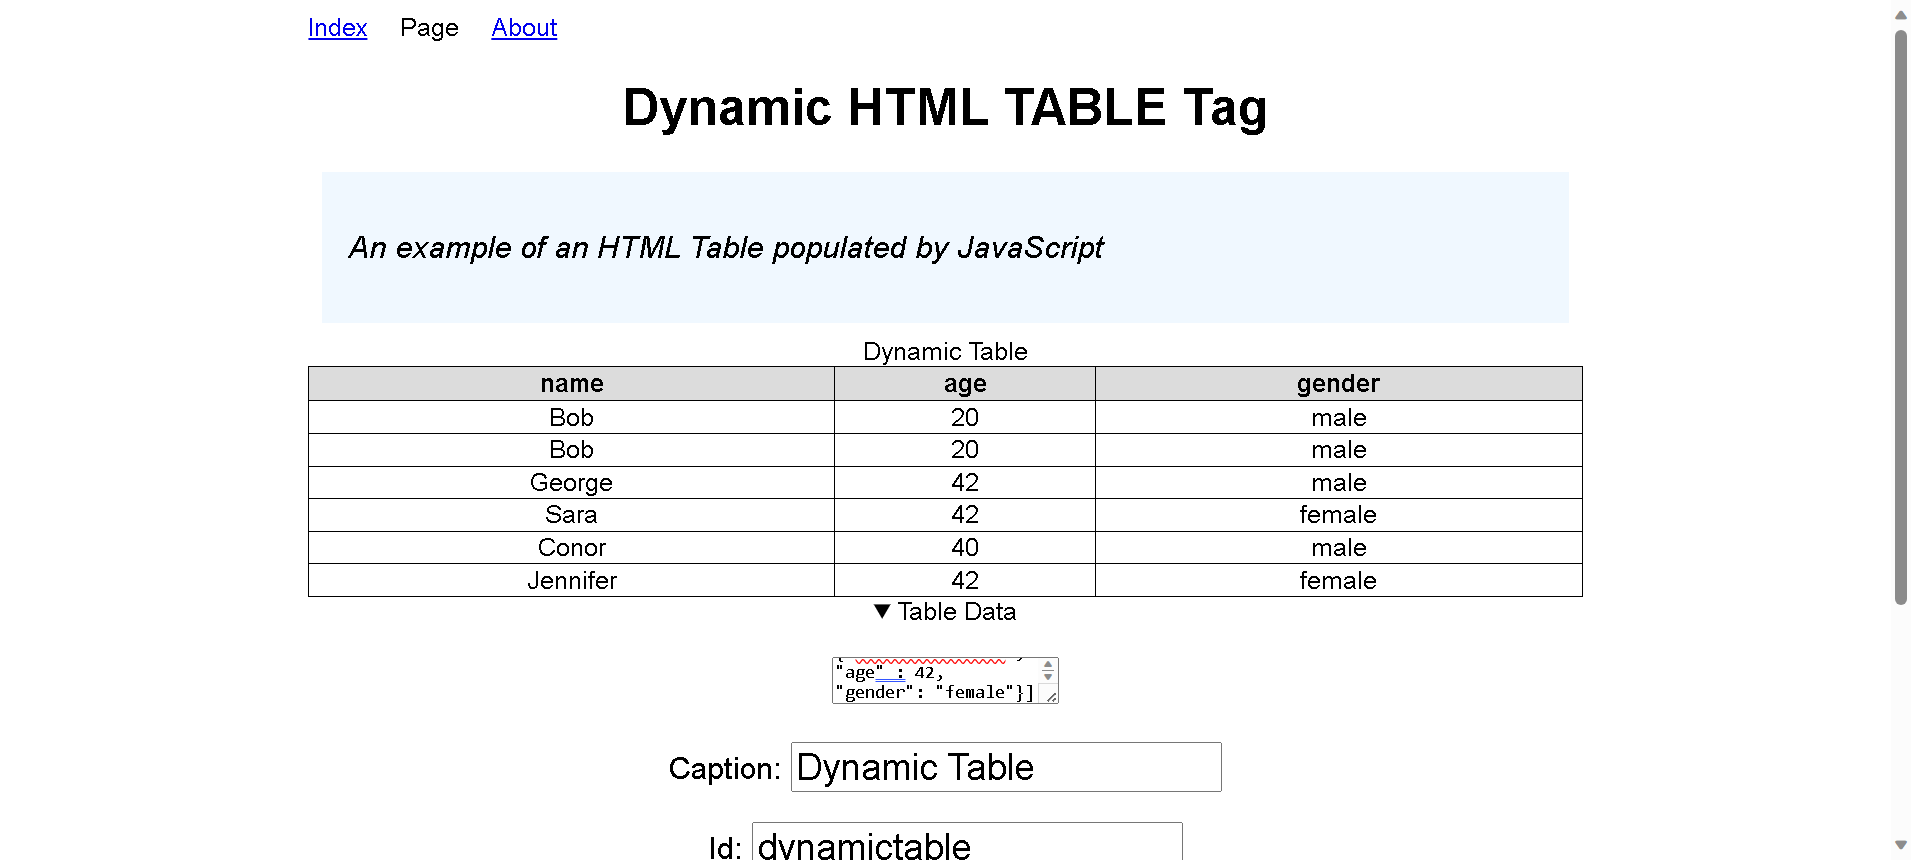 Index Page About
Dynamic HTML TABLE Tag
An example of an HTML Table populated by JavaScript
Dynamic Table
name age gender
Bob 20 male
Bob 20 male
George 42 male
Sara 42 female
Conor 40 male
Jennifer 42 female
▼ Table Data
"age" : 42,
"gender": "female"}]
Caption: Dynamic Table
Id: dynamictable